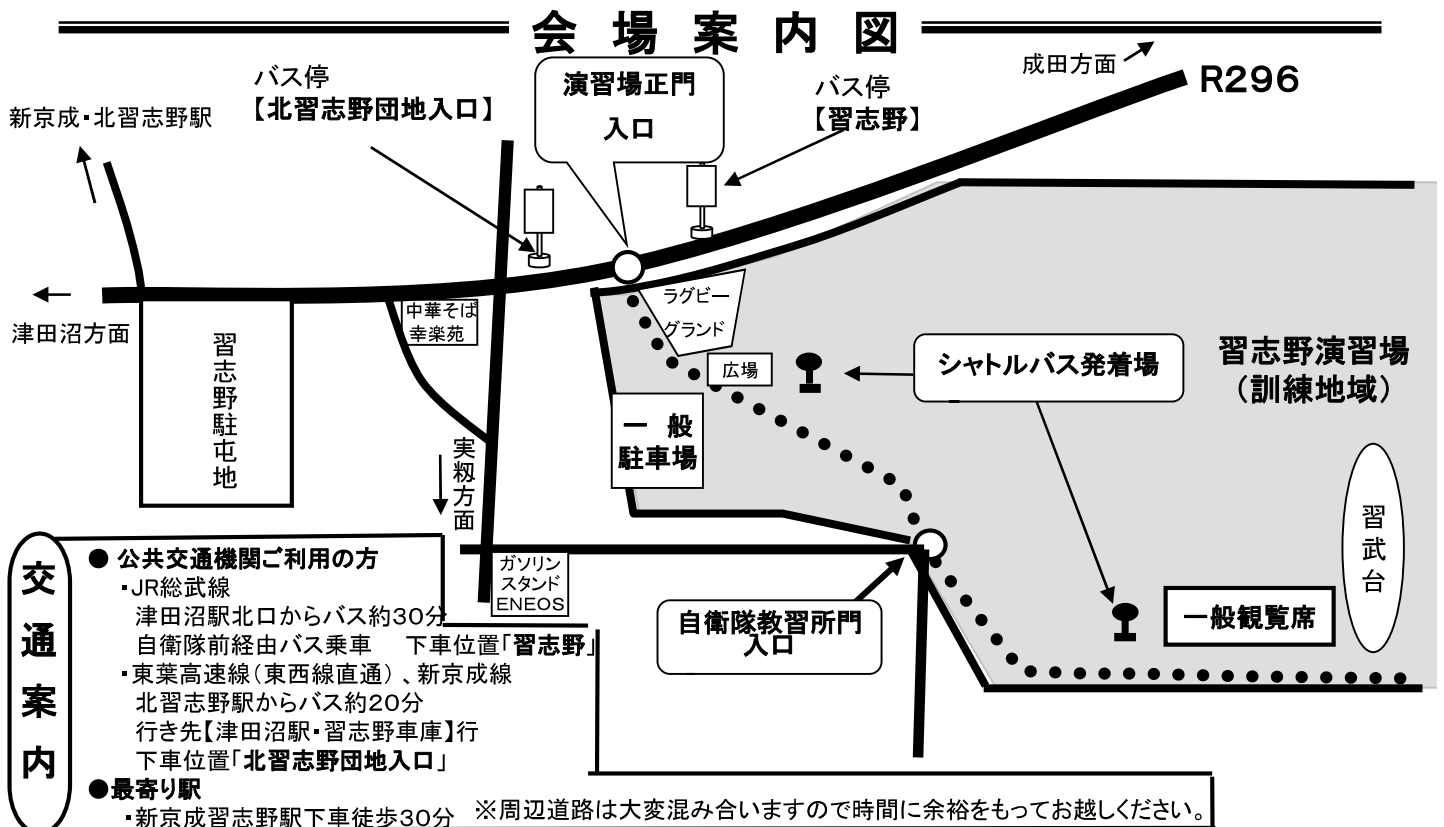 会場案内図
成田方面
R296
バス停
【北習志野団地入口】
演習場正門
入口
バス停
【習志野】
新京成・北習志野駅
津田沼方面
中華そば
幸楽苑
ラグビー
グランド
広場
シャトルバス発着場
習志野演習場
（訓練地域）
習志野駐屯地
一般
駐車場
実籾方面
習武台
ガソリン
スタンド
ENEOS
自衛隊教習所門
入口
一般観覧席
交通案内
●公共交通機関ご利用の方
・JR総武線
津田沼駅北口からバス約30分
自衛隊前経由バス乗車　下車位置「習志野」
・東葉高速線（東西線直通）、新京成線
北習志野駅からバス約20分
行き先【津田沼駅・習志野車庫】行
下車位置「北習志野団地入口」
●最寄り駅
・新京成習志野駅下車徒歩30分
※周辺道路は大変混み合いますので時間に余裕をもってお越しください。